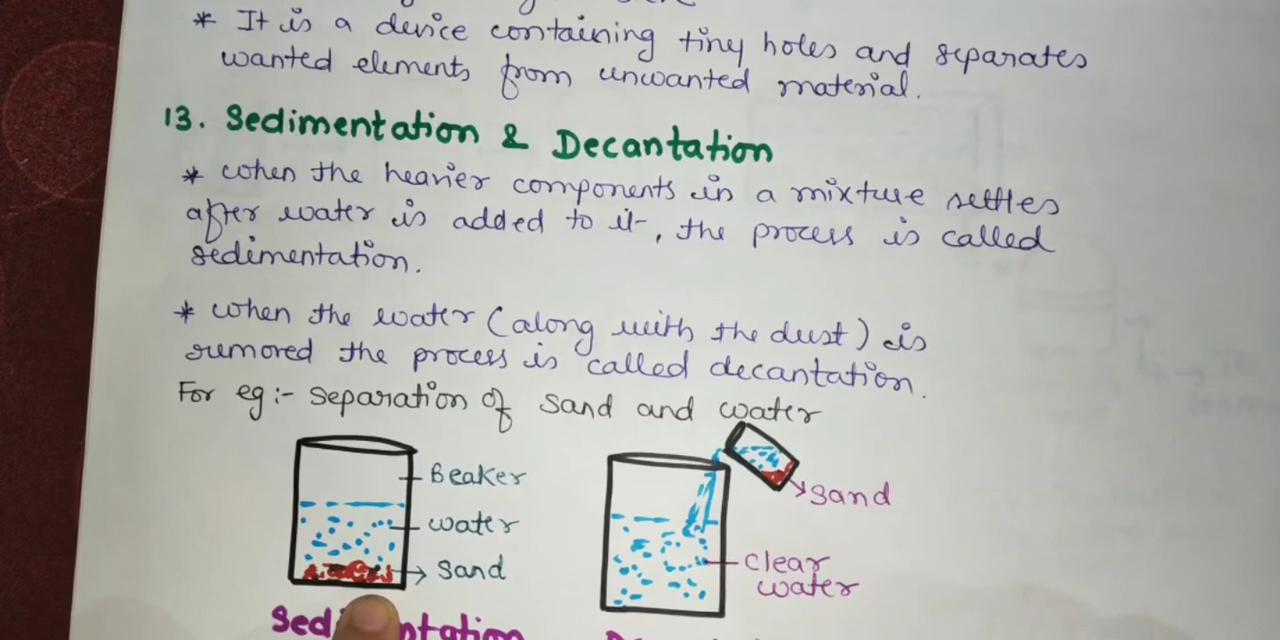 * It is a device containing tiny holes and separates
wanted elements from unwanted material.
13. Sedimentation & Decantation
* When the heavier components in a mixture settles
after water is added to it, the process is called
sedimentation.
* When the water (along with the dust) is
removed the process is called decantation.
For eg:- Separation of sand and water
Beaker
water
sand
sand
clear
water